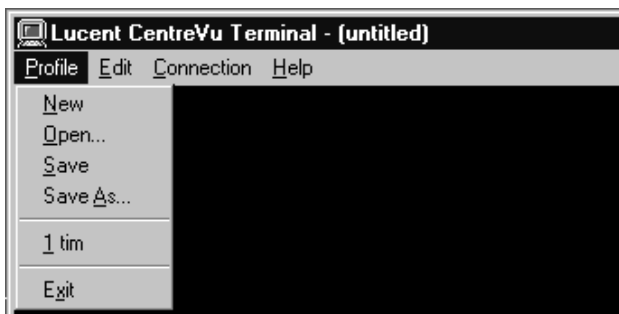 Lucent CentreVu Terminal - (untitled)
Profile Edit Connection Help
New
Open...
Save
Save As...
1 tim
Exit